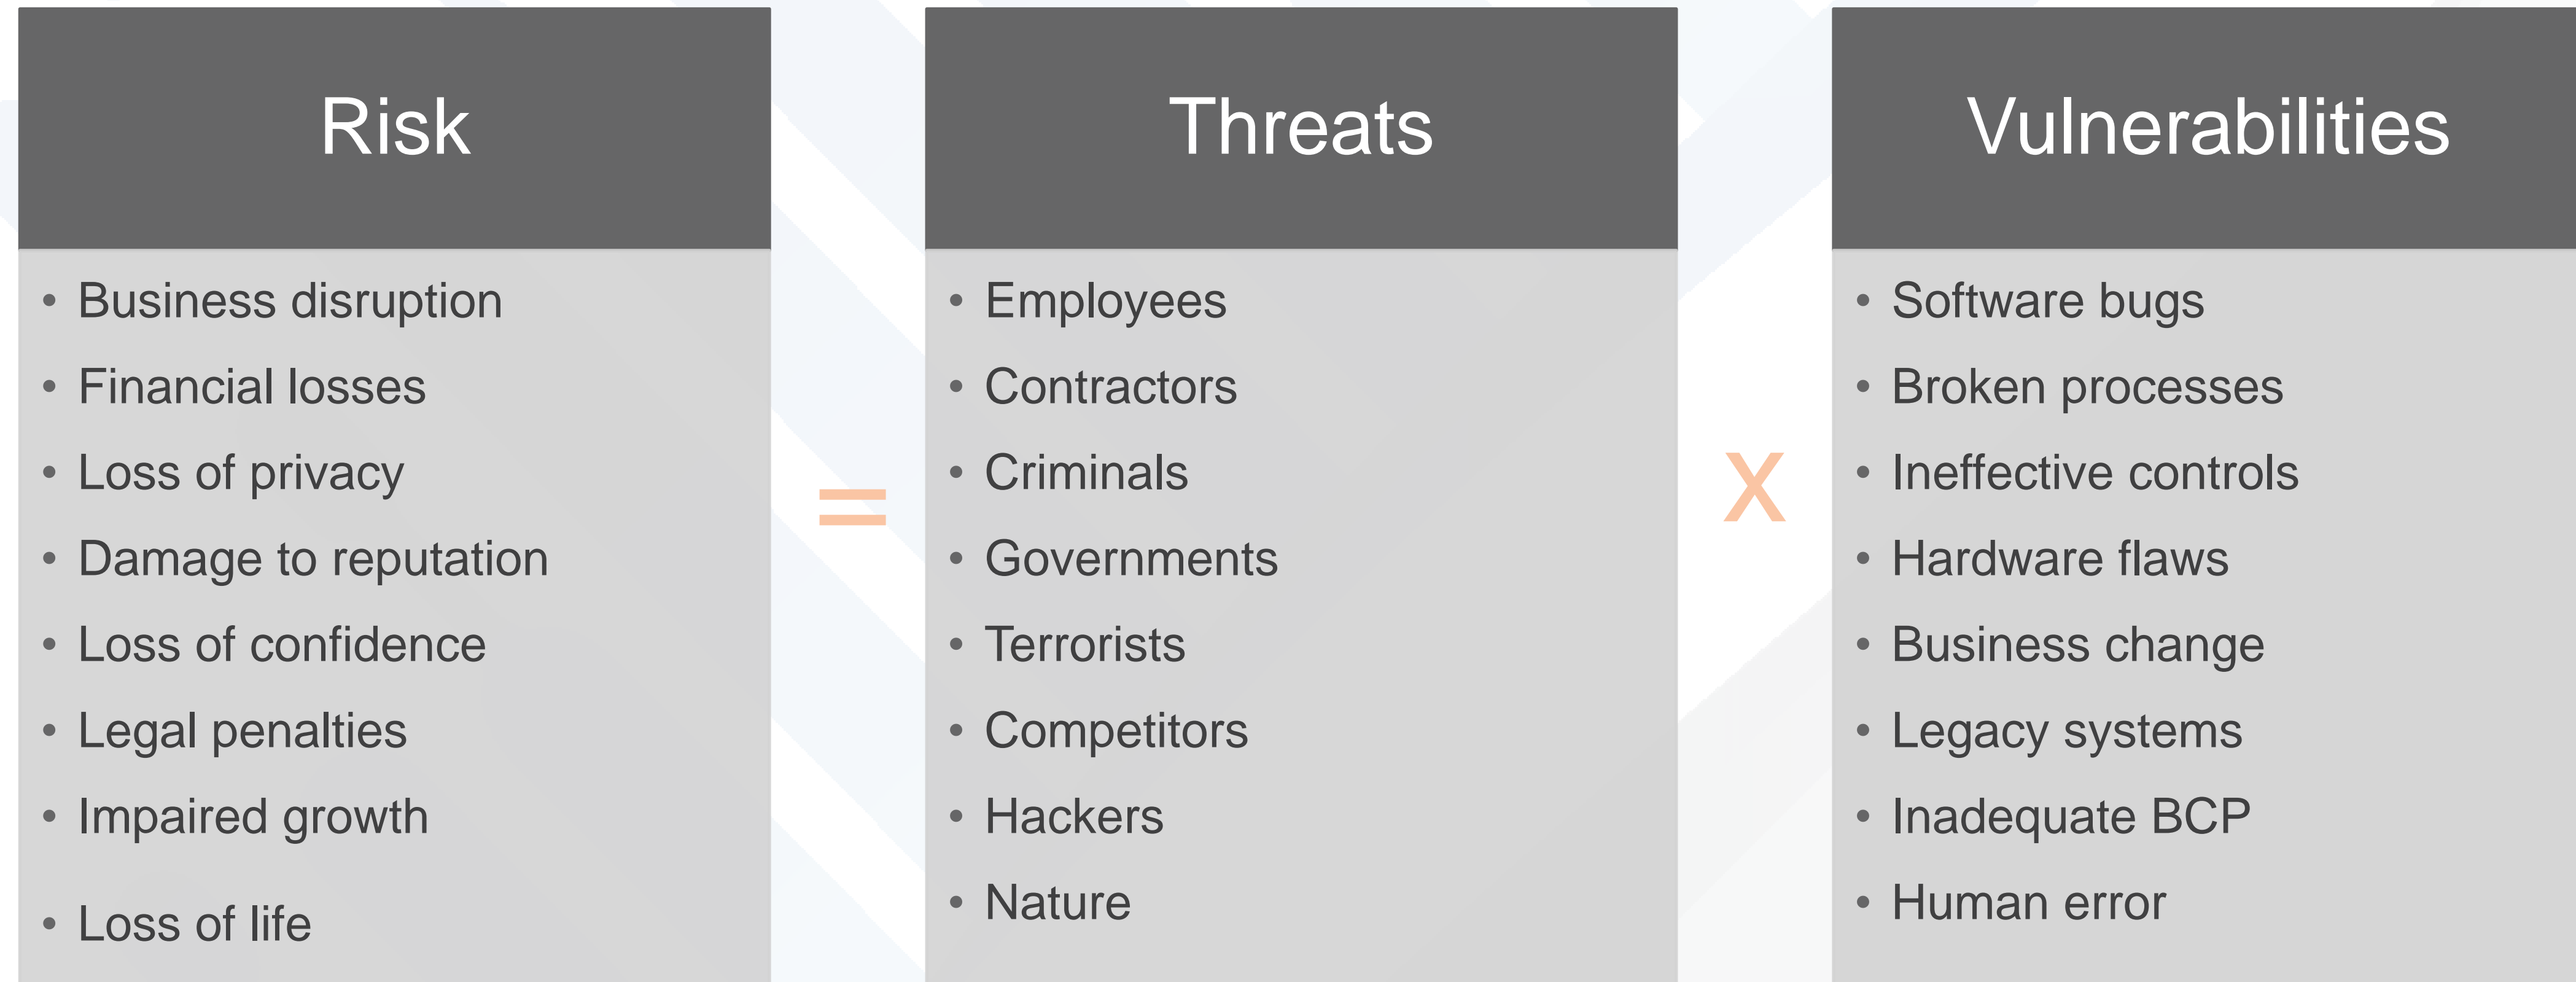 Risk
• Business disruption
• Financial losses
• Loss of privacy
• Damage to reputation
• Loss of confidence
• Legal penalties
• Impaired growth
• Loss of life
=
Threats
• Employees
• Contractors
• Criminals
• Governments
• Terrorists
• Competitors
• Hackers
• Nature
x
Vulnerabilities
• Software bugs
• Broken processes
• Ineffective controls
• Hardware flaws
• Business change
• Legacy systems
• Inadequate BCP
• Human error